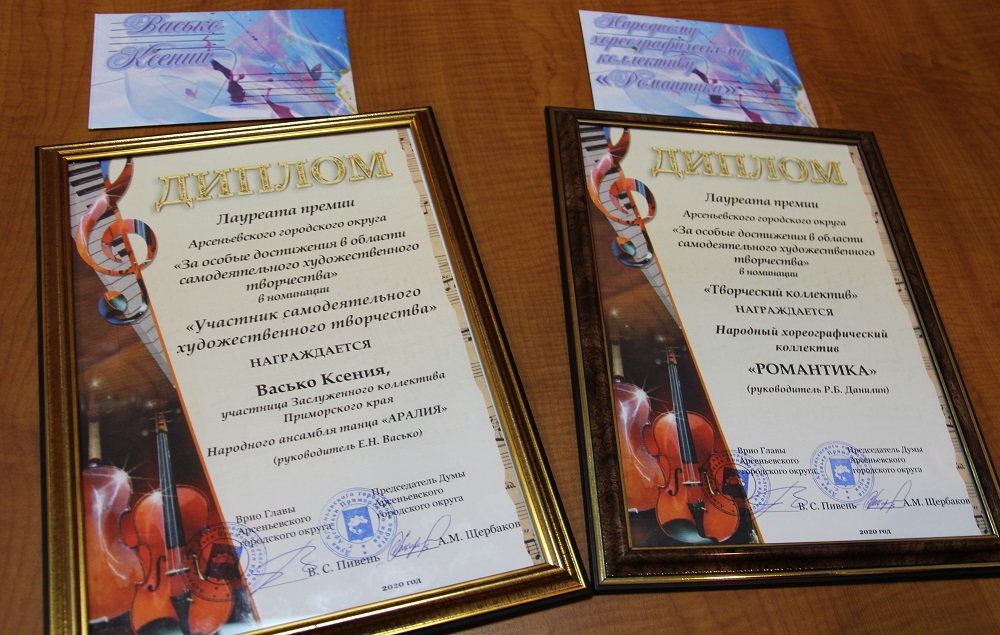 Васько
Ксении
Народному
хореографическому
коллективу
«Романтика»
ДИПЛОМ
Лауреата премии
Арсеньевского городского округа
«За особые достижения в области
самодеятельного художественного
творчества»
в номинации
«Участник самодеятельного
художественного творчества»
НАГРАЖДАЕТСЯ
Васько Ксения,
участница Заслуженного коллектива
Приморского края
Народного ансамбля танца «АРАЛИЯ»
(руководитель Е.Н. Васько)
Врио Главы
Арсеньевского
городского округа
В. С. Пивень
Председатель Думы
Арсеньевского
городского округа
А.М. Щербаков
2020 год
ДИПЛОМ
Лауреата премии
Арсеньевского городского округа
«За особые достижения в области
самодеятельного художественного
творчества»
в номинации
«Творческий коллектив»
НАГРАЖДАЕТСЯ
Народный хореографический
коллектив
«РОМАНТИКА»
(руководитель Р.Б. Данилин)
Врио Главы
Арсеньевского
городского округа
В. С. Пивень
Председатель Думы
Арсеньевского
городского округа
А.М. Щербаков
2020 год